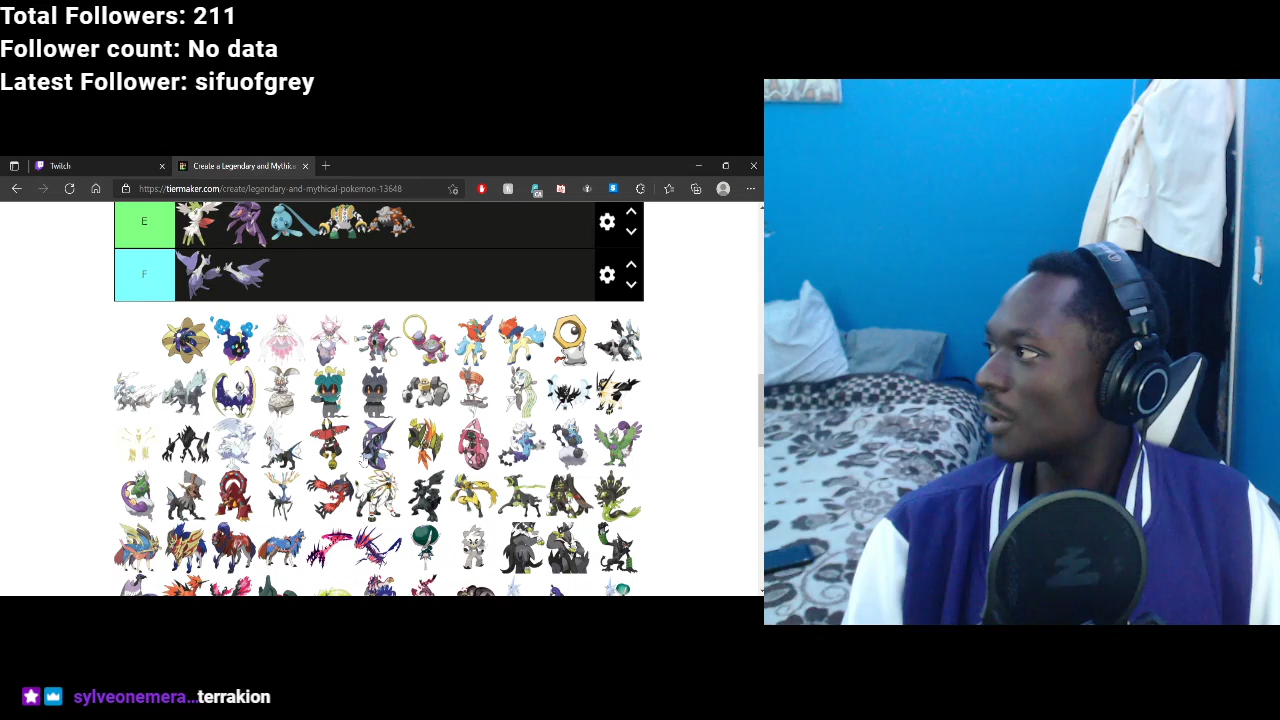 Total Followers: 211
Follower count: No data
Latest Follower: sifuofgrey
Twitch
Create a Legendary and Mythica
https://tiermaker.com/create/legendary-and-mythical-pokemon-13648
E
F
sylveonemera...terrakion